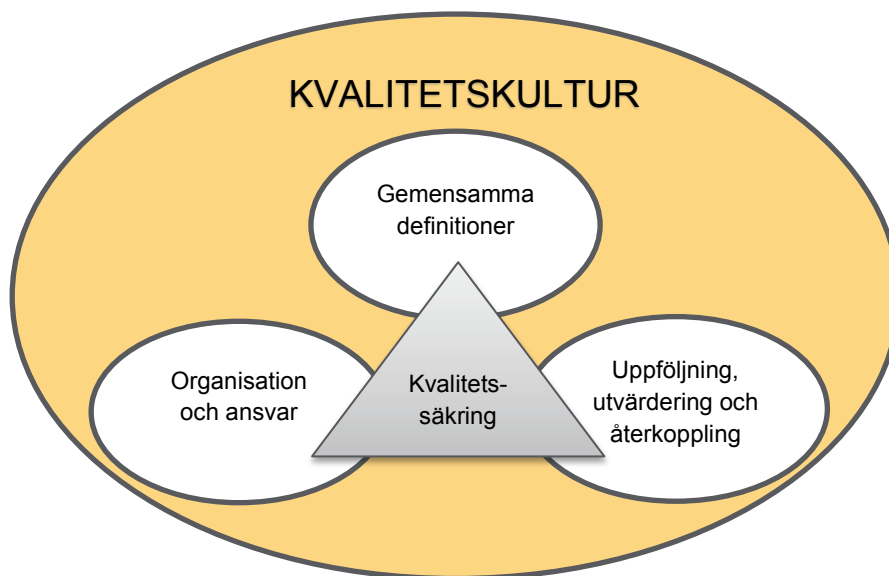 KVALITETSKULTUR
Gemensamma
definitioner
Organisation
och ansvar
Kvalitets-
säkring
Uppföljning,
utvärdering och
återkoppling